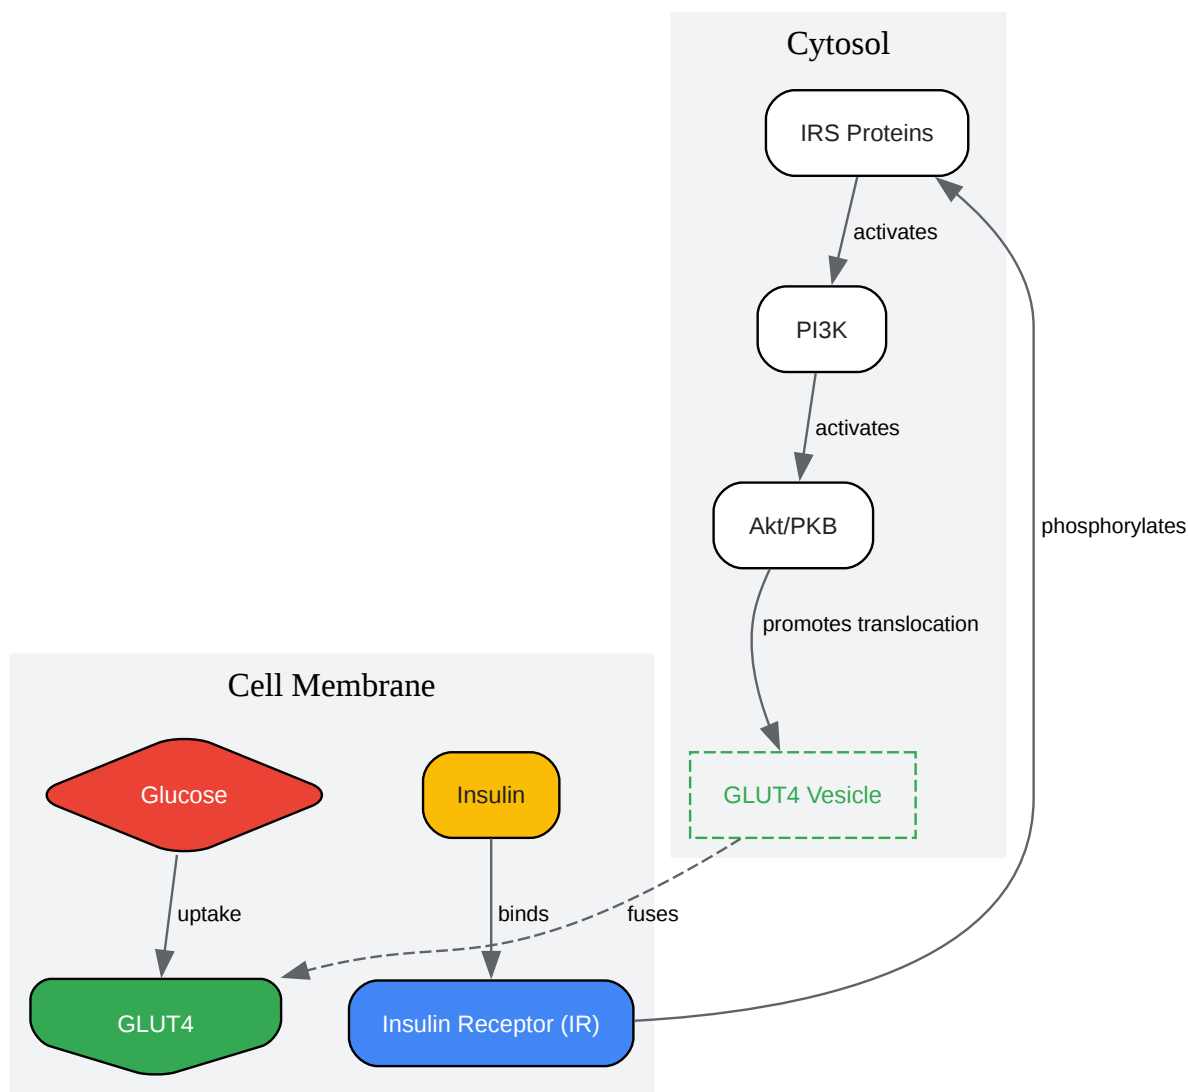 Cytosol
IRS Proteins
activates
PI3K
activates
Akt/PKB
phosphorylates
promotes translocation
Cell Membrane
Glucose
Insulin
GLUT4 Vesicle
uptake
binds
fuses
GLUT4
Insulin Receptor (IR)